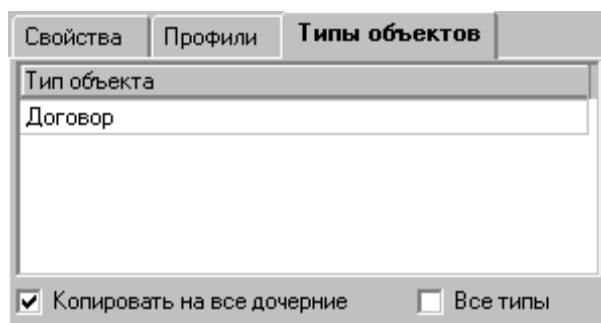 Свойства Профили Типы объектов
Тип объекта
Договор
Копировать на все дочерние Все типы